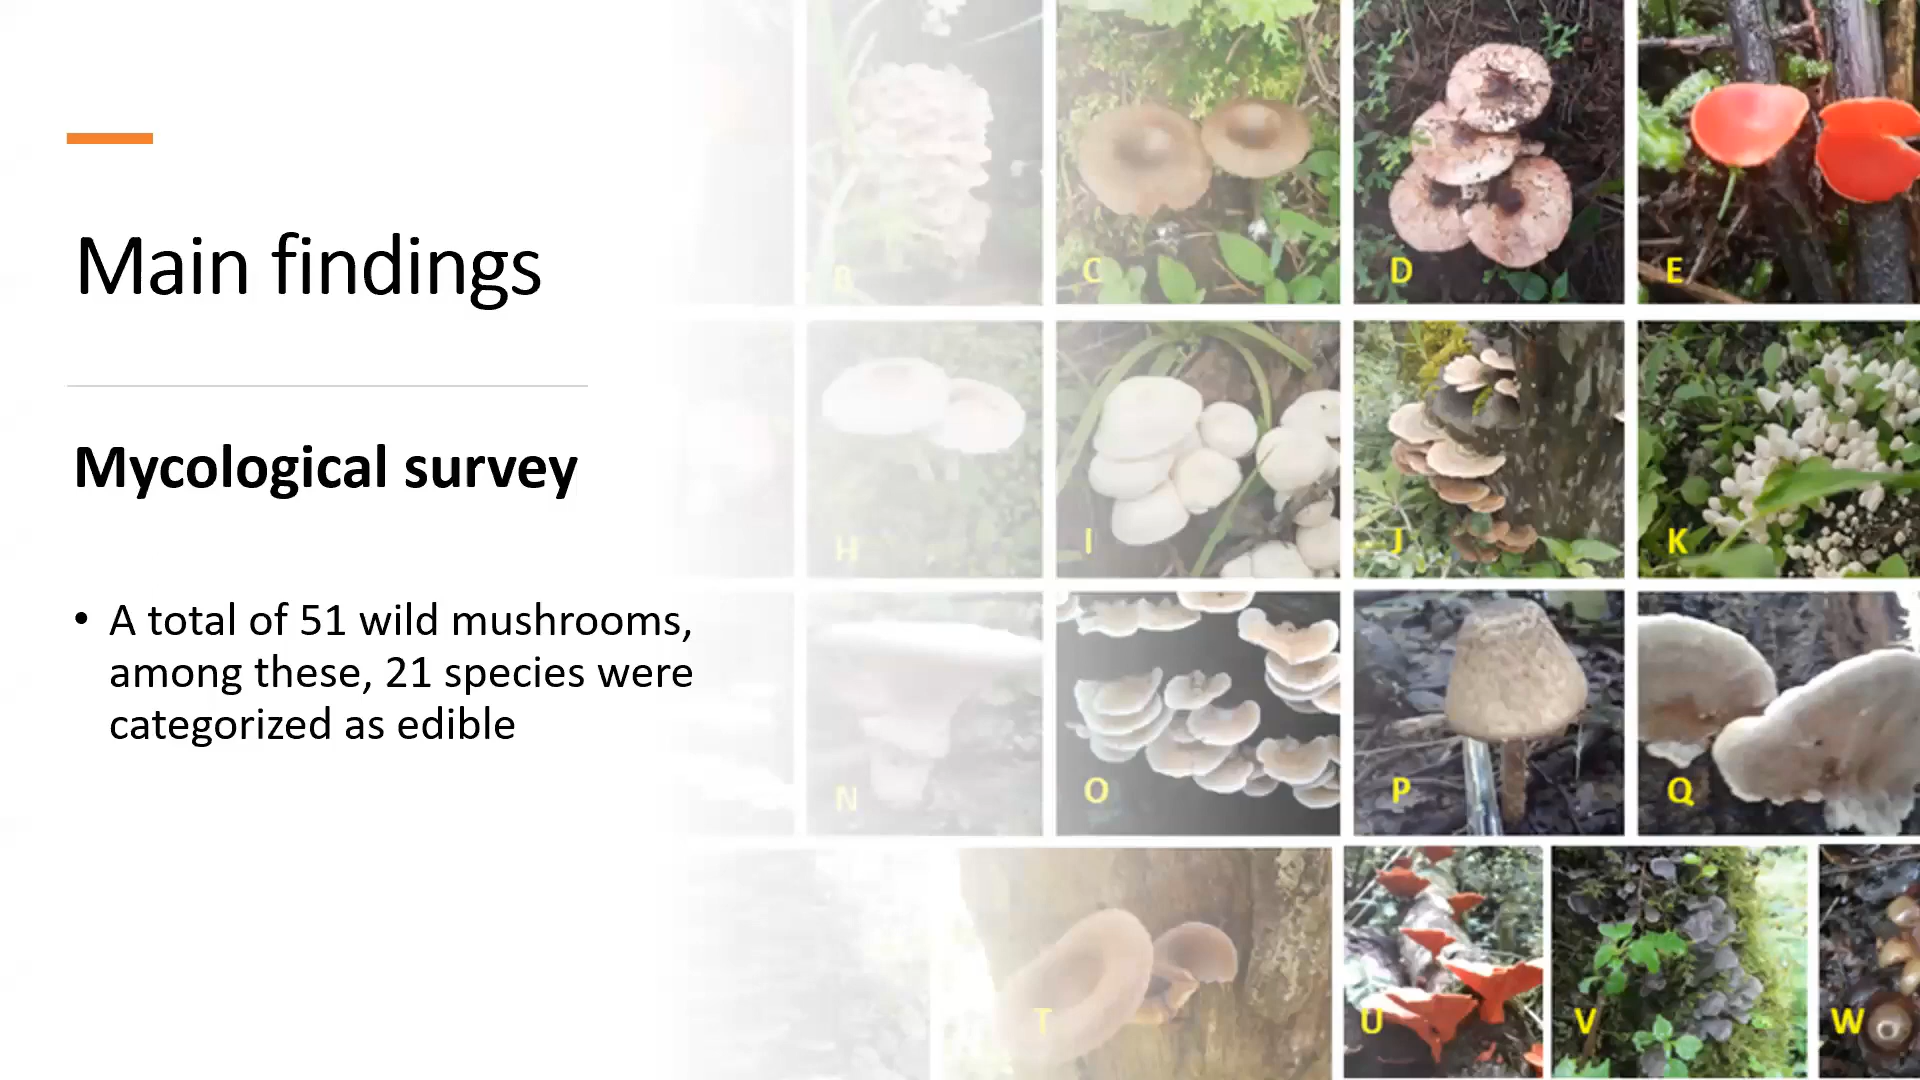 Main findings
Mycological survey
• A total of 51 wild mushrooms,
among these, 21 species were
categorized as edible
B
C
D
E
H
I
J
K
N
O
P
Q
T
U
V
W